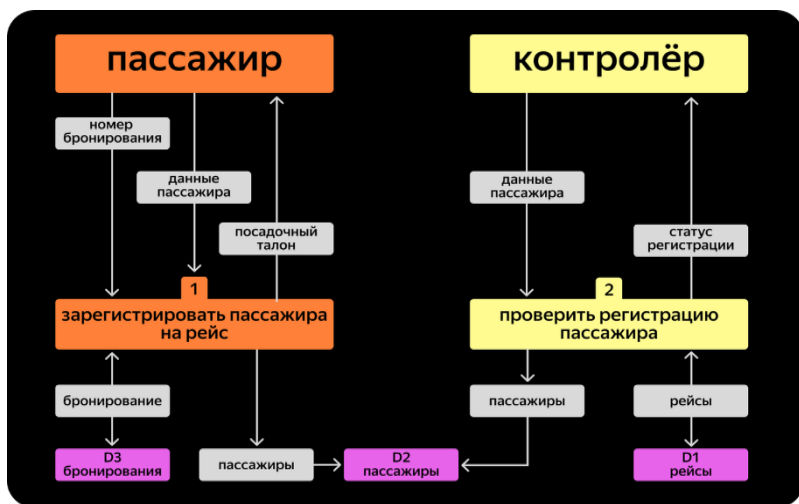 пассажир
контролёр
номер
бронирования
данные
пассажира
посадочный
талон
данные
пассажира
статус
регистрации
1
зарегистрировать пассажира
на рейс
2
проверить регистрацию
пассажира
бронирование
пассажиры
рейсы
D3
бронирования
пассажиры
D2
пассажиры
D1
рейсы